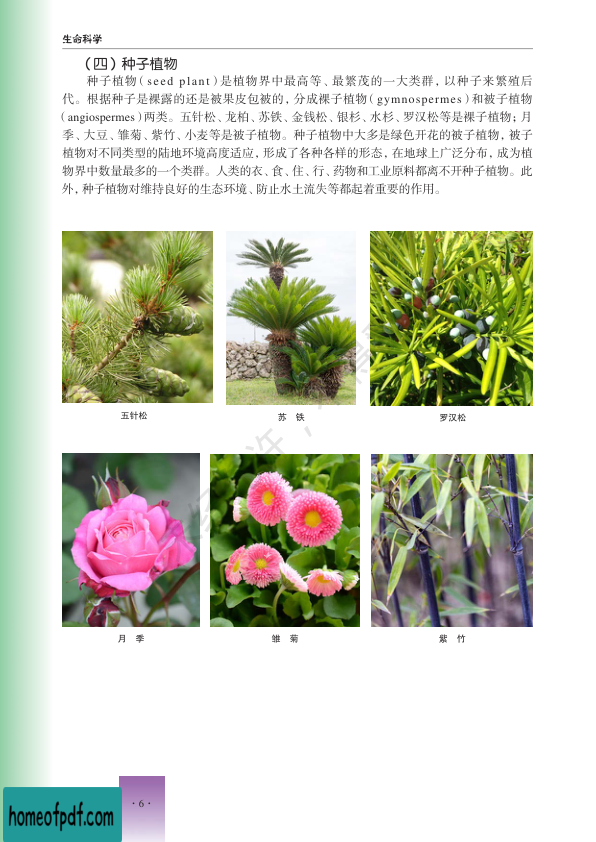 生命科学
（四）种子植物
种子植物（seed plant）是植物界中最高等、最繁茂的一大类群，以种子来繁殖后
代。根据种子是裸露的还是被果皮包被的，分成裸子植物（gymnospermes）和被子植物
（angiospermes）两类。五针松、龙柏、苏铁、金钱松、银杉、水杉、罗汉松等是裸子植物；月
季、大豆、雏菊、紫竹、小麦等是被子植物。种子植物中大多是绿色开花的被子植物，被子
植物对不同类型的陆地环境高度适应，形成了各种各样的形态，在地球上广泛分布，成为植
物界中数量最多的一个类群。人类的衣、食、住、行、药物和工业原料都离不开种子植物。此
外，种子植物对维持良好的生态环境、防止水土流失等都起着重要的作用。
五针松
苏 铁
罗汉松
月 季
雏 菊
紫 竹
·6·
homeofpdf.com